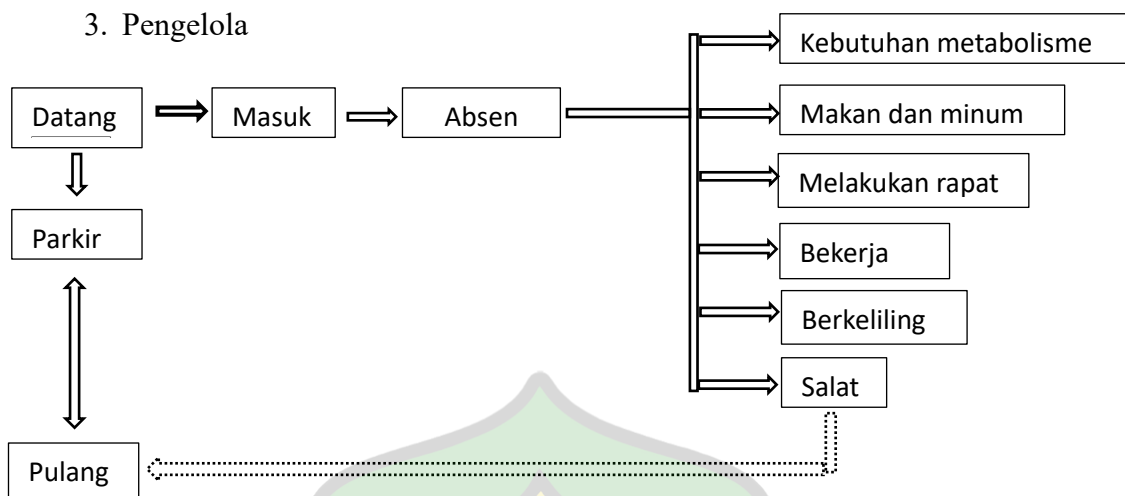 3. Pengelola
Kebutuhan metabolisme
Datang
Masuk
Absen
Makan dan minum
Melakukan rapat
Parkir
Bekerja
Berkeliling
Salat
Pulang